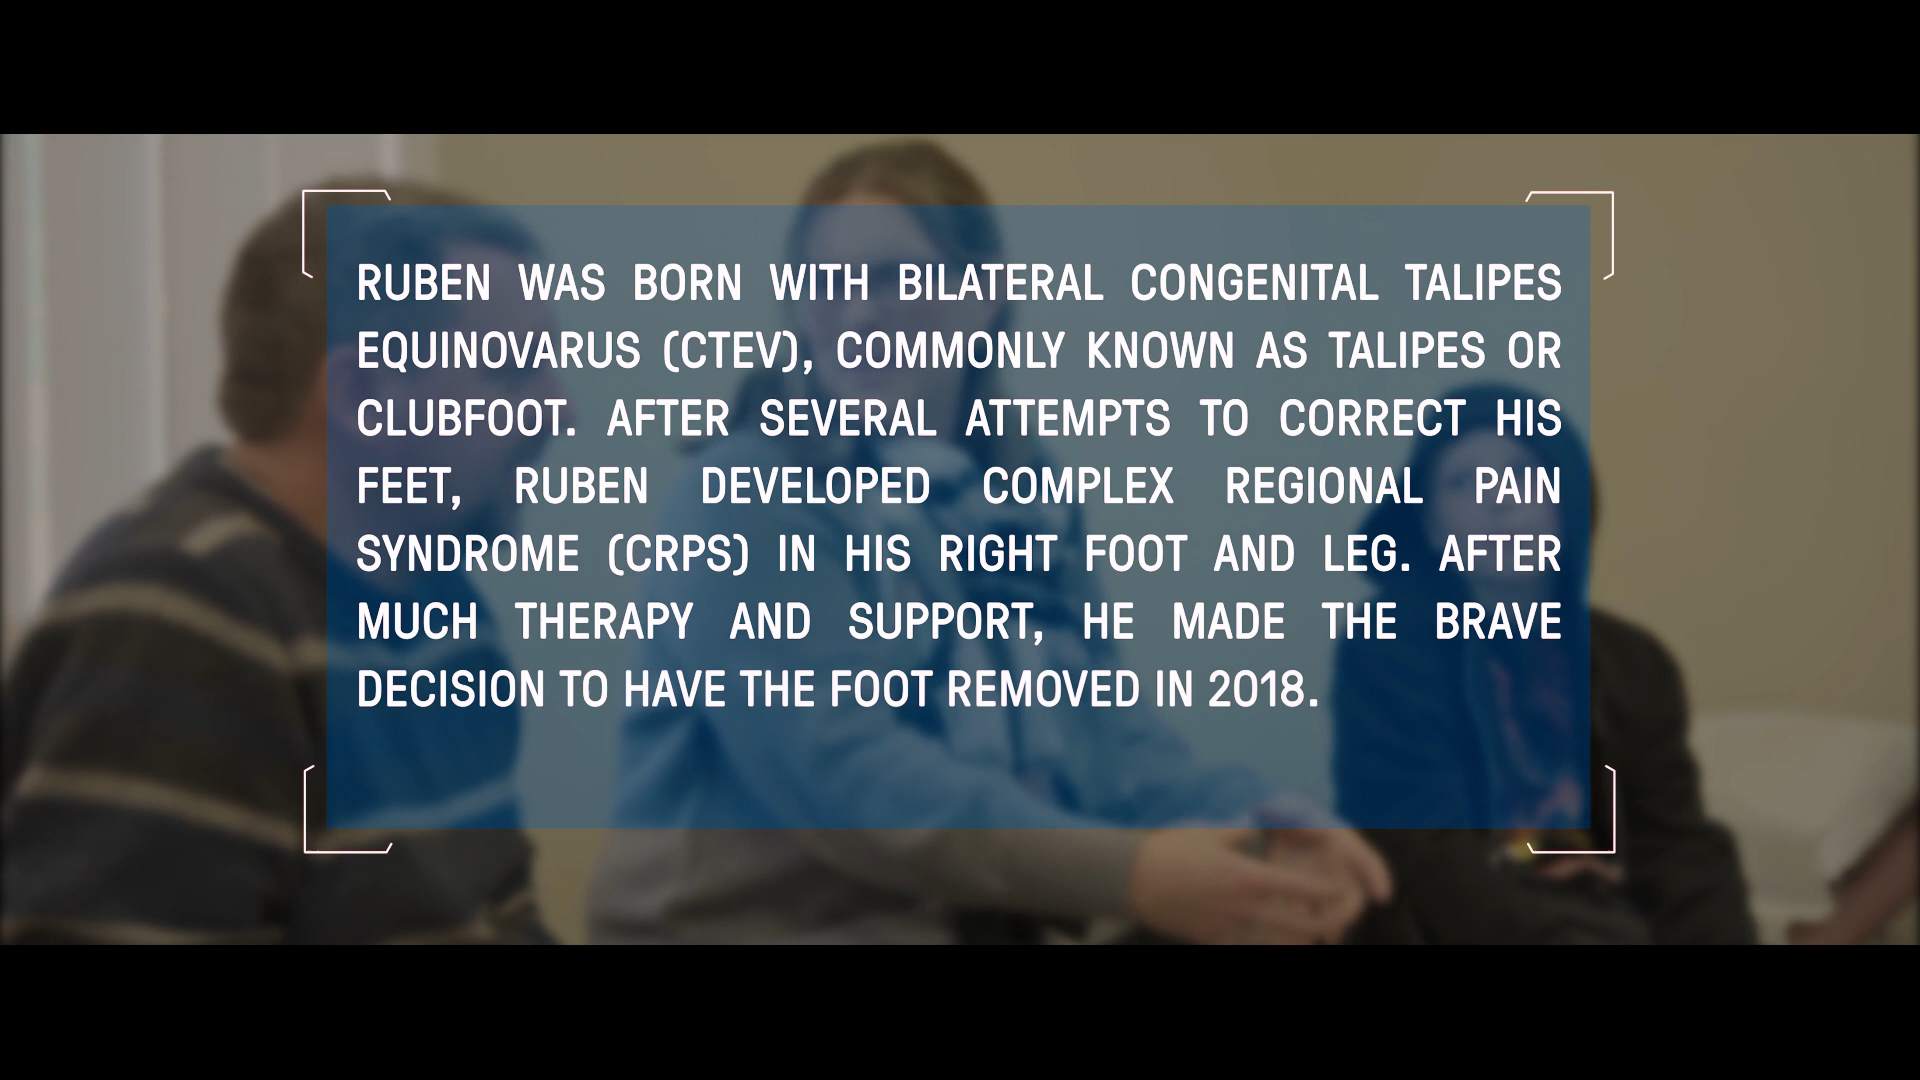 RUBEN WAS BORN WITH BILATERAL CONGENITAL TALIPES
EQUINOVARUS (CTEV), COMMONLY KNOWN AS TALIPES OR
CLUBFOOT. AFTER SEVERAL ATTEMPTS TO CORRECT HIS
FEET, RUBEN DEVELOPED COMPLEX REGIONAL PAIN
SYNDROME (CRPS) IN HIS RIGHT FOOT AND LEG. AFTER
MUCH THERAPY AND SUPPORT, HE MADE THE BRAVE
DECISION TO HAVE THE FOOT REMOVED IN 2018.